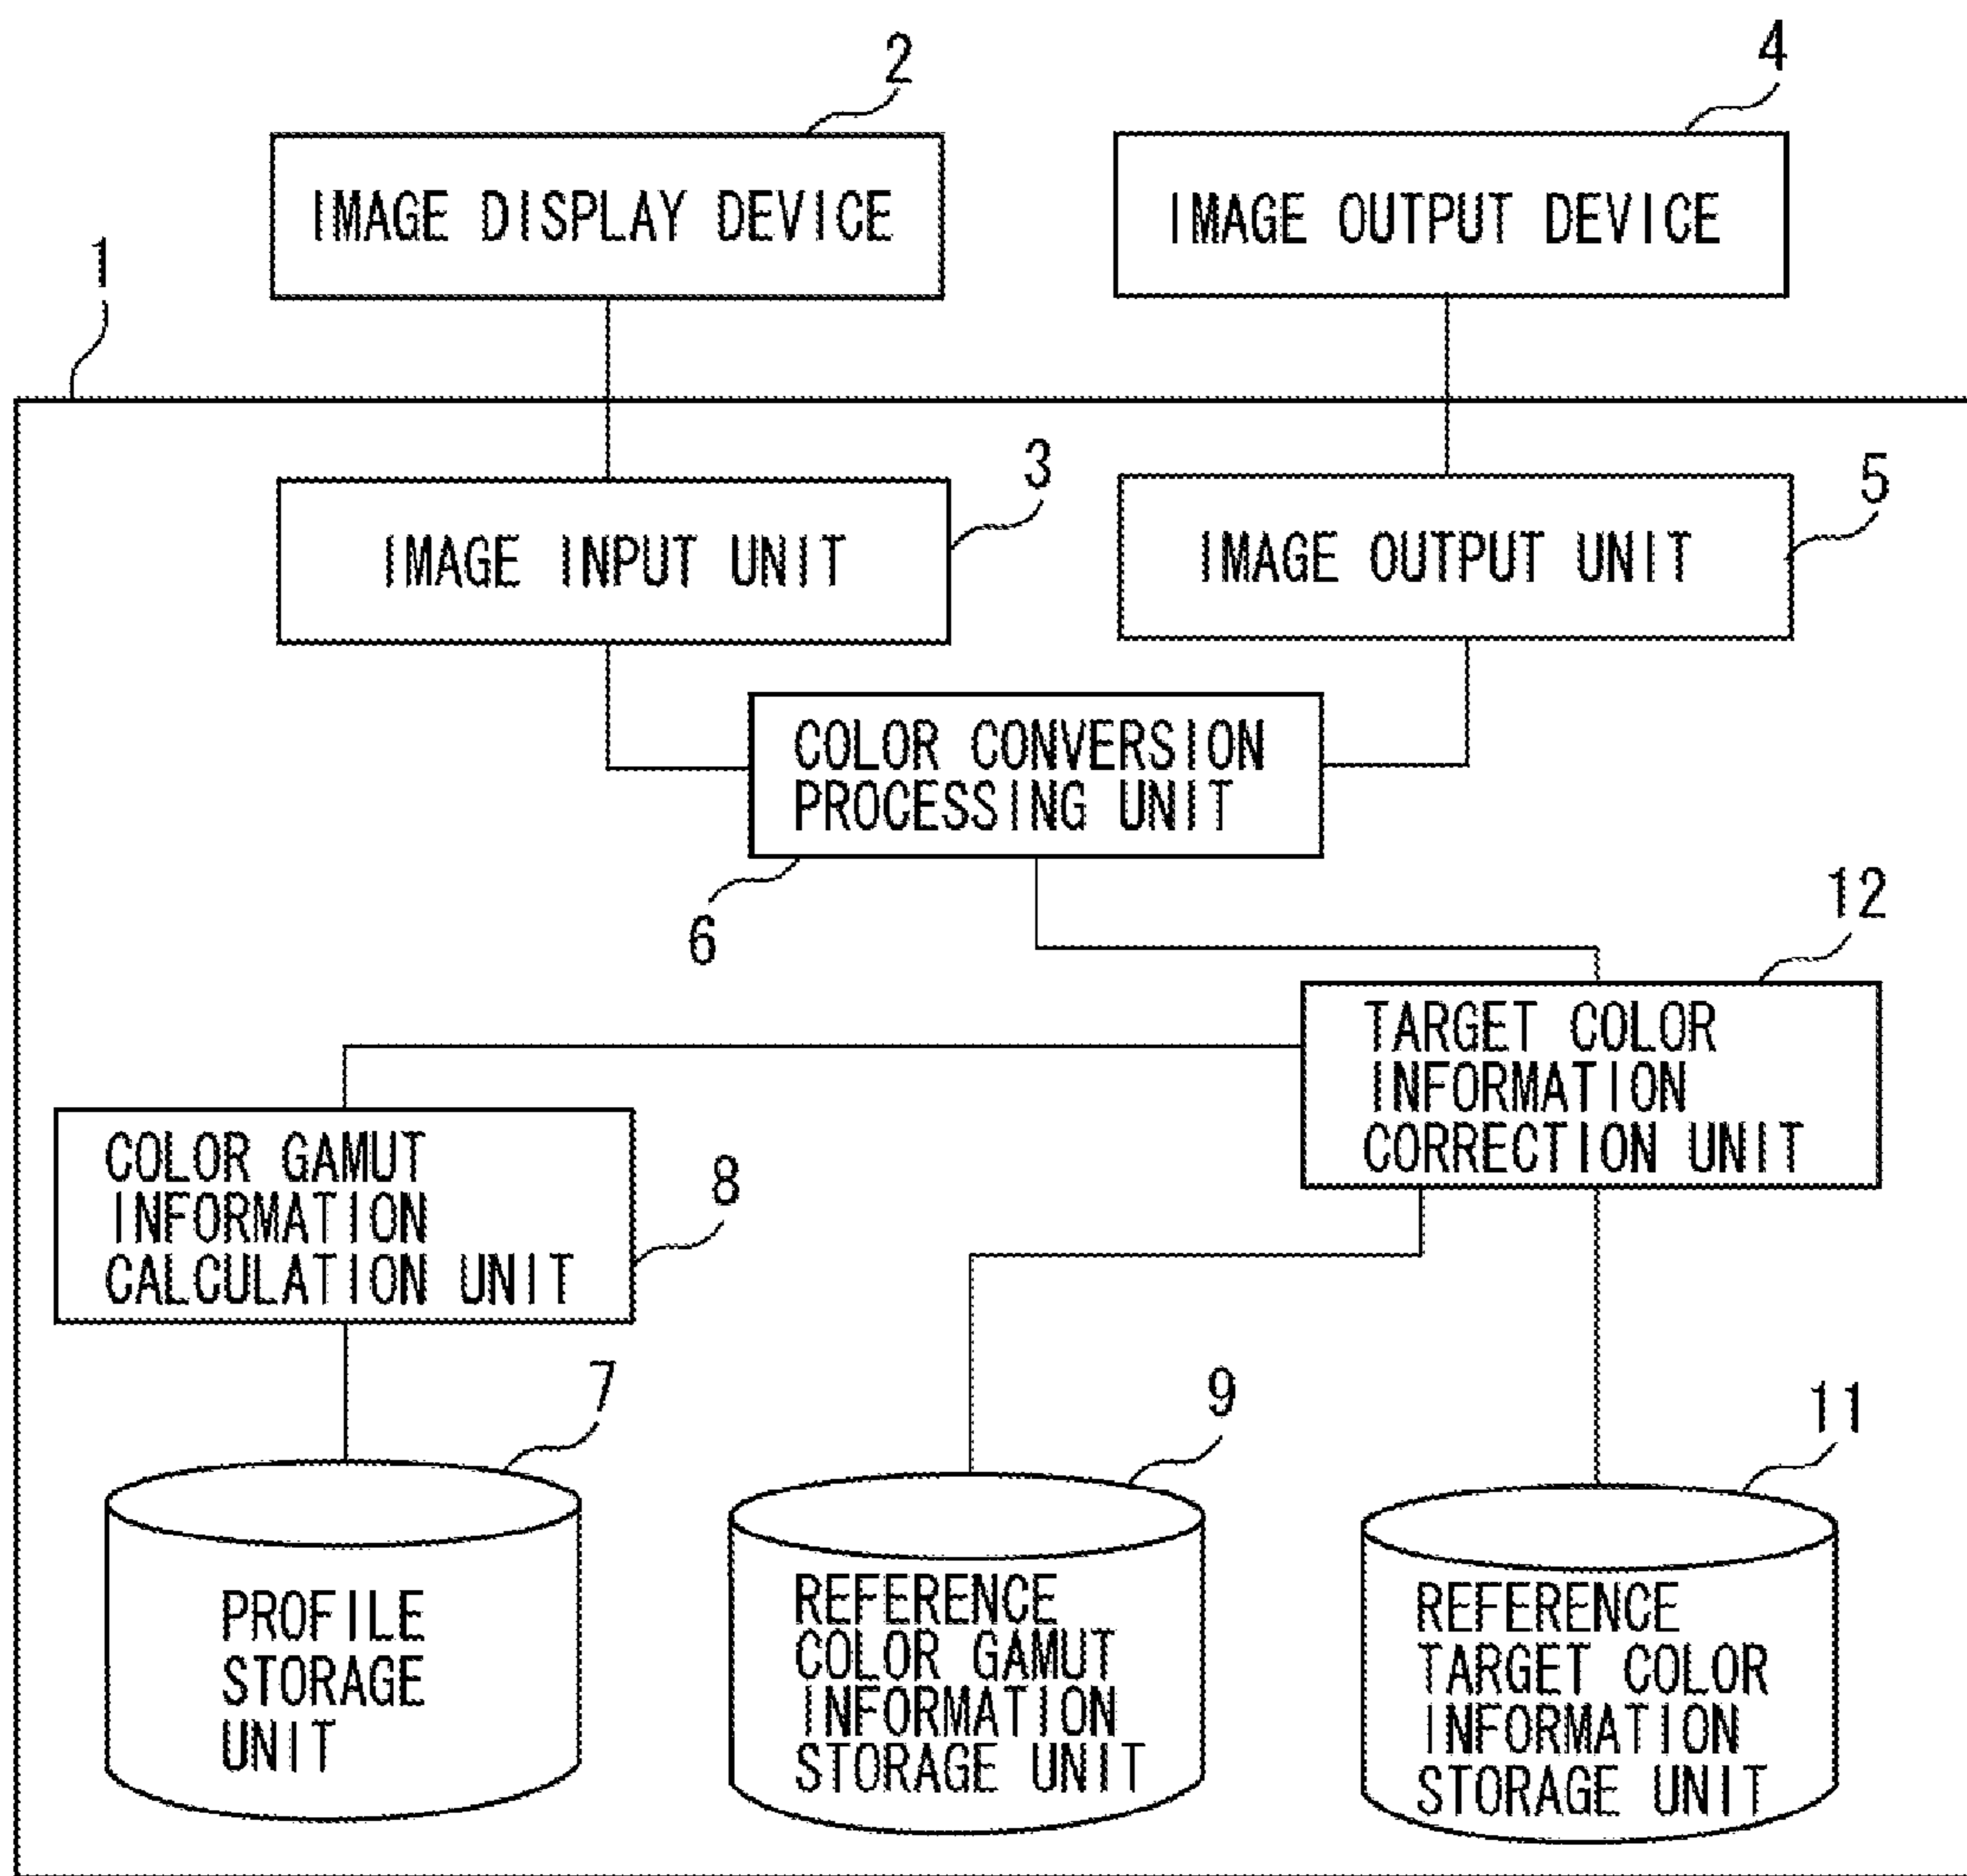 2
4
IMAGE DISPLAY DEVICE
IMAGE OUTPUT DEVICE
1
3
5
IMAGE INPUT UNIT
IMAGE OUTPUT UNIT
COLOR CONVERSION
PROCESSING UNIT
6
12
TARGET COLOR
INFORMATION
CORRECTION UNIT
COLOR GAMUT
INFORMATION
CALCULATION UNIT
8
7
9
11
PROFILE
STORAGE
UNIT
REFERENCE
COLOR GAMUT
INFORMATION
STORAGE UNIT
REFERENCE
TARGET COLOR
INFORMATION
STORAGE UNIT